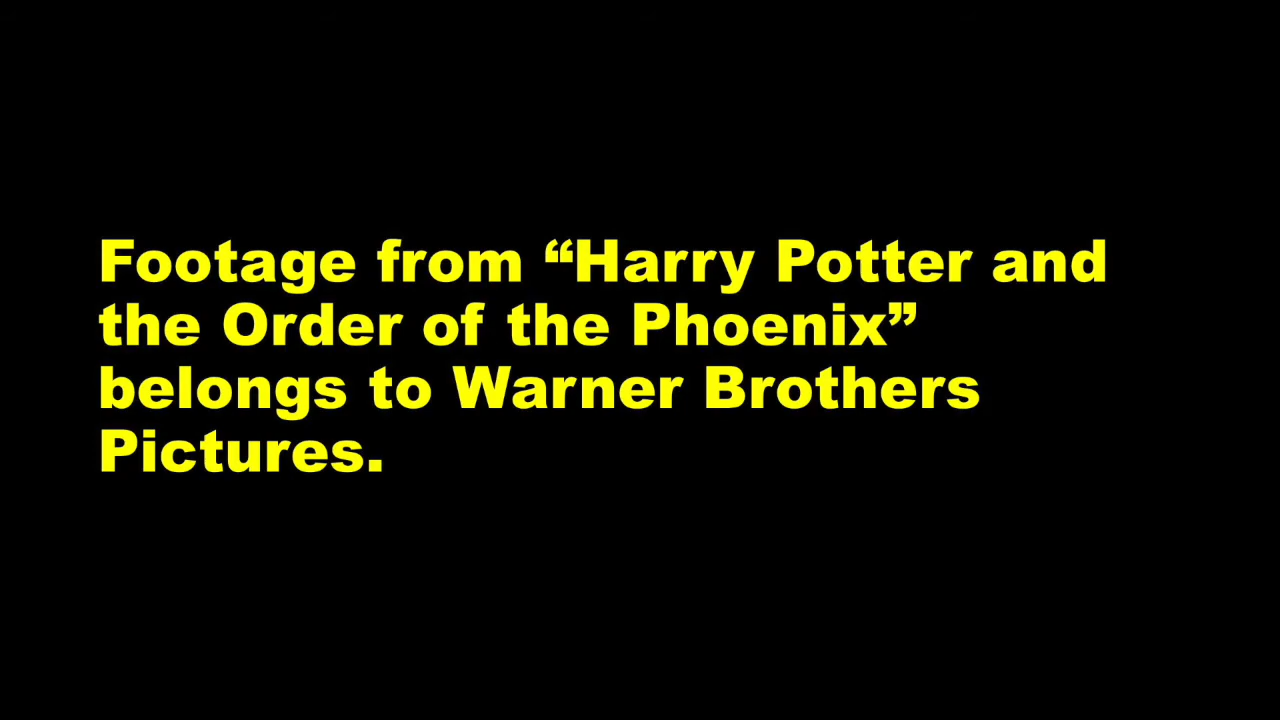 Footage from “Harry Potter and
the Order of the Phoenix”
belongs to Warner Brothers
Pictures.